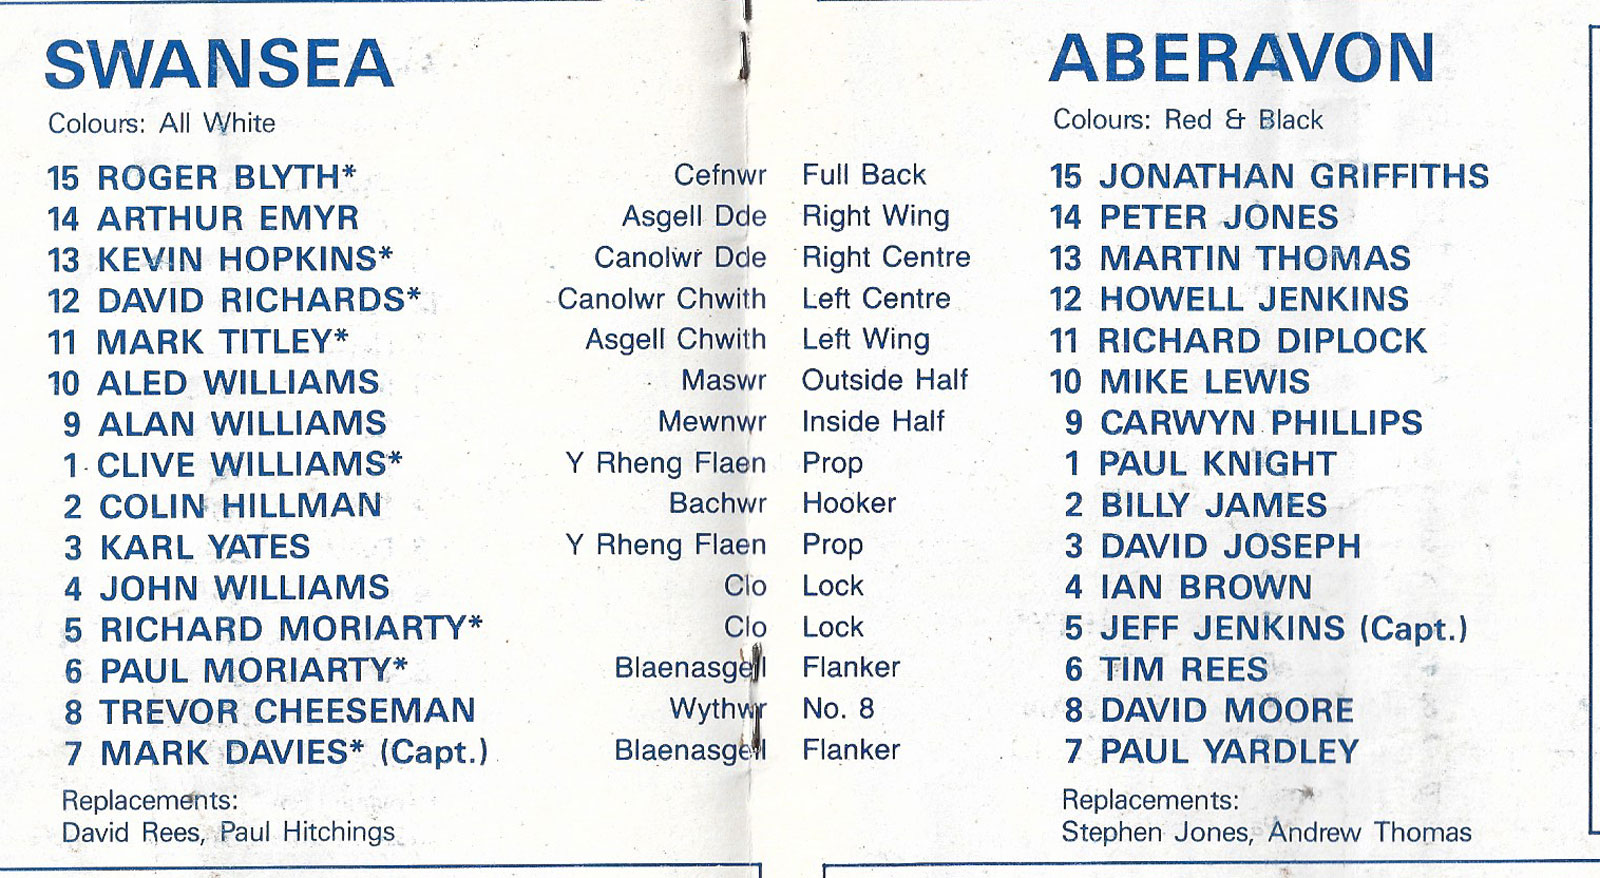 SWANSEA
Colours: All White
15 ROGER BLYTH* Cefnwr
14 ARTHUR EMYR Asgell Dde
13 KEVIN HOPKINS* Canolwr Dde
12 DAVID RICHARDS* Canolwr Chwith
11 MARK TITLEY* Asgell Chwith
10 ALED WILLIAMS Maswr
9 ALAN WILLIAMS Mewnwr
1 CLIVE WILLIAMS* Y Rheng Flaen
2 COLIN HILLMAN Bachwr
3 KARL YATES Y Rheng Flaen
4 JOHN WILLIAMS Clo
5 RICHARD MORIARTY* Clo
6 PAUL MORIARTY* Blaenasgell
8 TREVOR CHEESEMAN Wythwr
7 MARK DAVIES* (Capt.) Blaenasgell
Replacements:
David Rees, Paul Hitchings
ABERAVON
Colours: Red & Black
Full Back 15 JONATHAN GRIFFITHS
Right Wing 14 PETER JONES
Right Centre 13 MARTIN THOMAS
Left Centre 12 HOWELL JENKINS
Left Wing 11 RICHARD DIPLOCK
Outside Half 10 MIKE LEWIS
Inside Half 9 CARWYN PHILLIPS
Prop 1 PAUL KNIGHT
Hooker 2 BILLY JAMES
Prop 3 DAVID JOSEPH
Lock 4 IAN BROWN
Lock 5 JEFF JENKINS (Capt.)
Flanker 6 TIM REES
No. 8 8 DAVID MOORE
Flanker 7 PAUL YARDLEY
Replacements:
Stephen Jones, Andrew Thomas